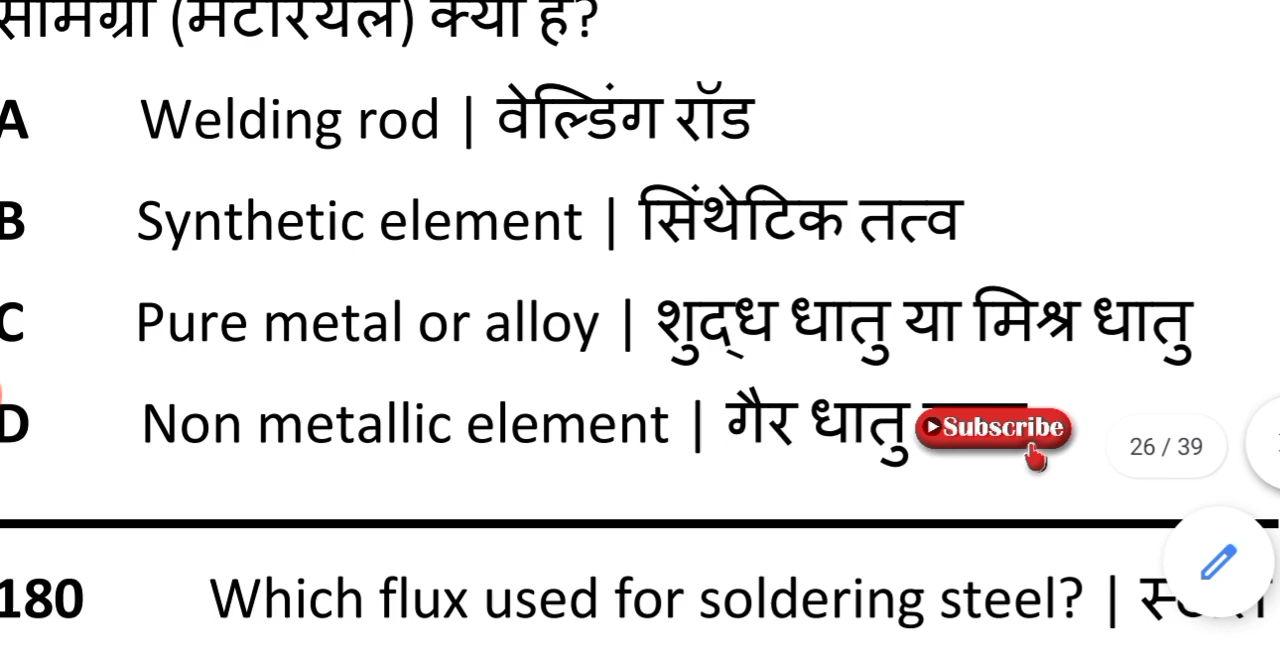 सामग्री (मटेरियल) क्या है?
A Welding rod | वेल्डिंग रॉड
B Synthetic element | सिंथेटिक तत्व
C Pure metal or alloy | शुद्ध धातु या मिश्र धातु
D Non metallic element | गैर धातु
Subscribe
26 / 39
180 Which flux used for soldering steel? |